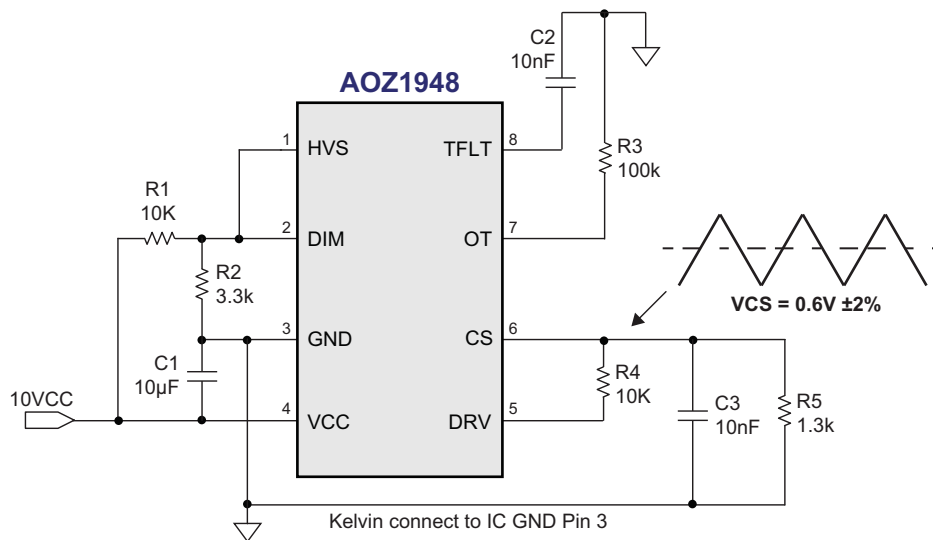 AOZ1948
C2
10nF
1
HVS
TFLT
8
R3
100k
R1
10K
2
DIM
OT
7
R2
3.3k
VCS = 0.6V ±2%
3
GND
CS
6
C1
10µF
R4
10K
10VCC
C3
10nF
R5
1.3k
4
VCC
DRV
5
Kelvin connect to IC GND Pin 3